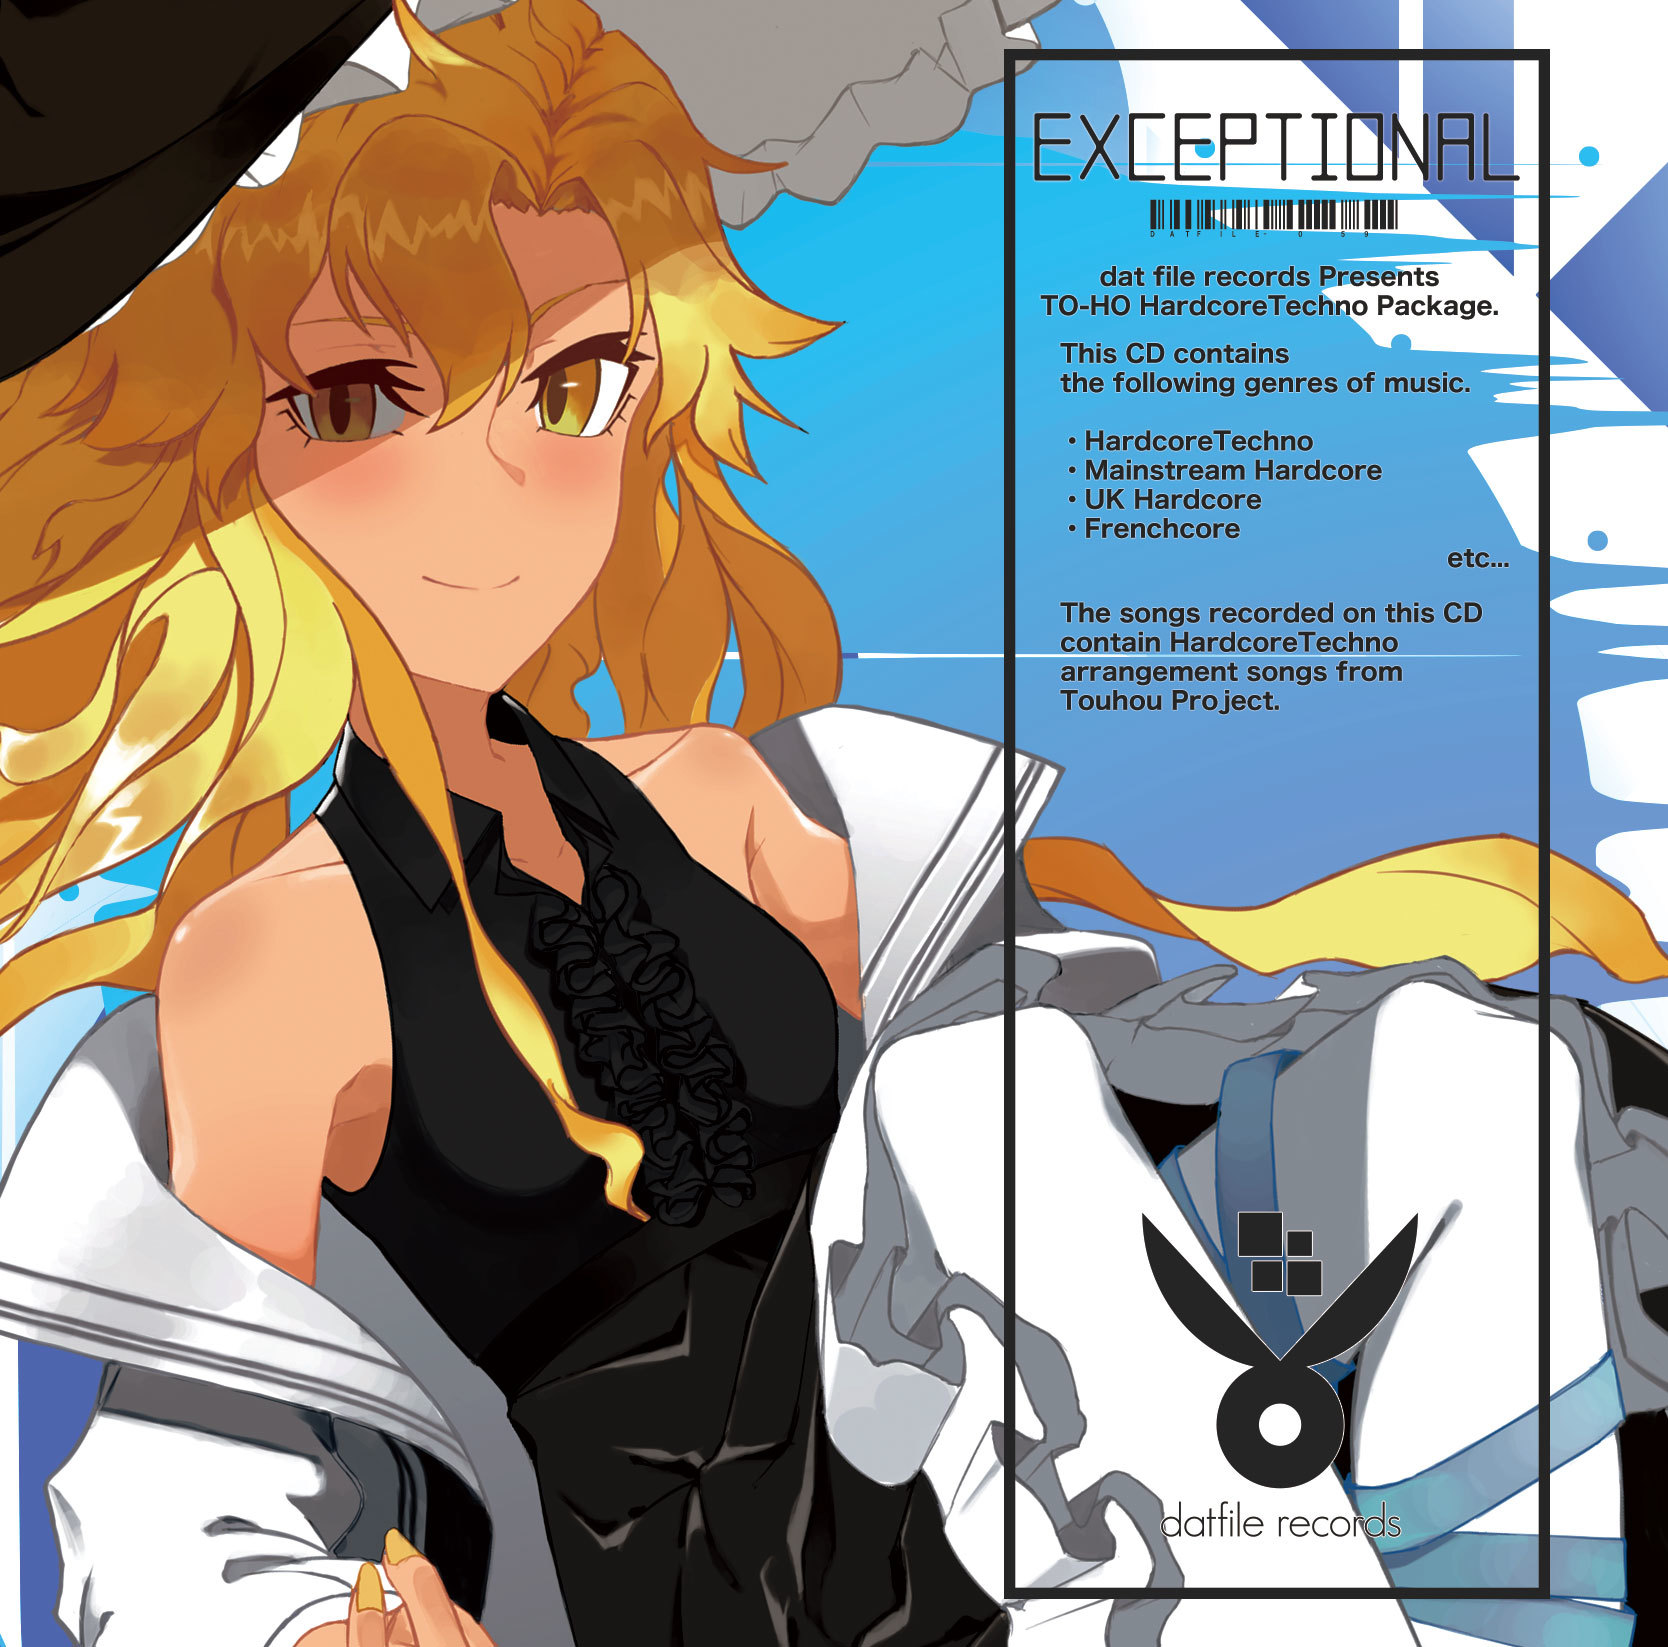 EXCEPTIONAL
DATFILE-059
dat file records Presents
TO-HO HardcoreTechno Package.
This CD contains
the following genres of music.
・HardcoreTechno
・Mainstream Hardcore
・UK Hardcore
・Frenchcore
etc...
The songs recorded on this CD
contain HardcoreTechno
arrangement songs from
Touhou Project.
datfile records